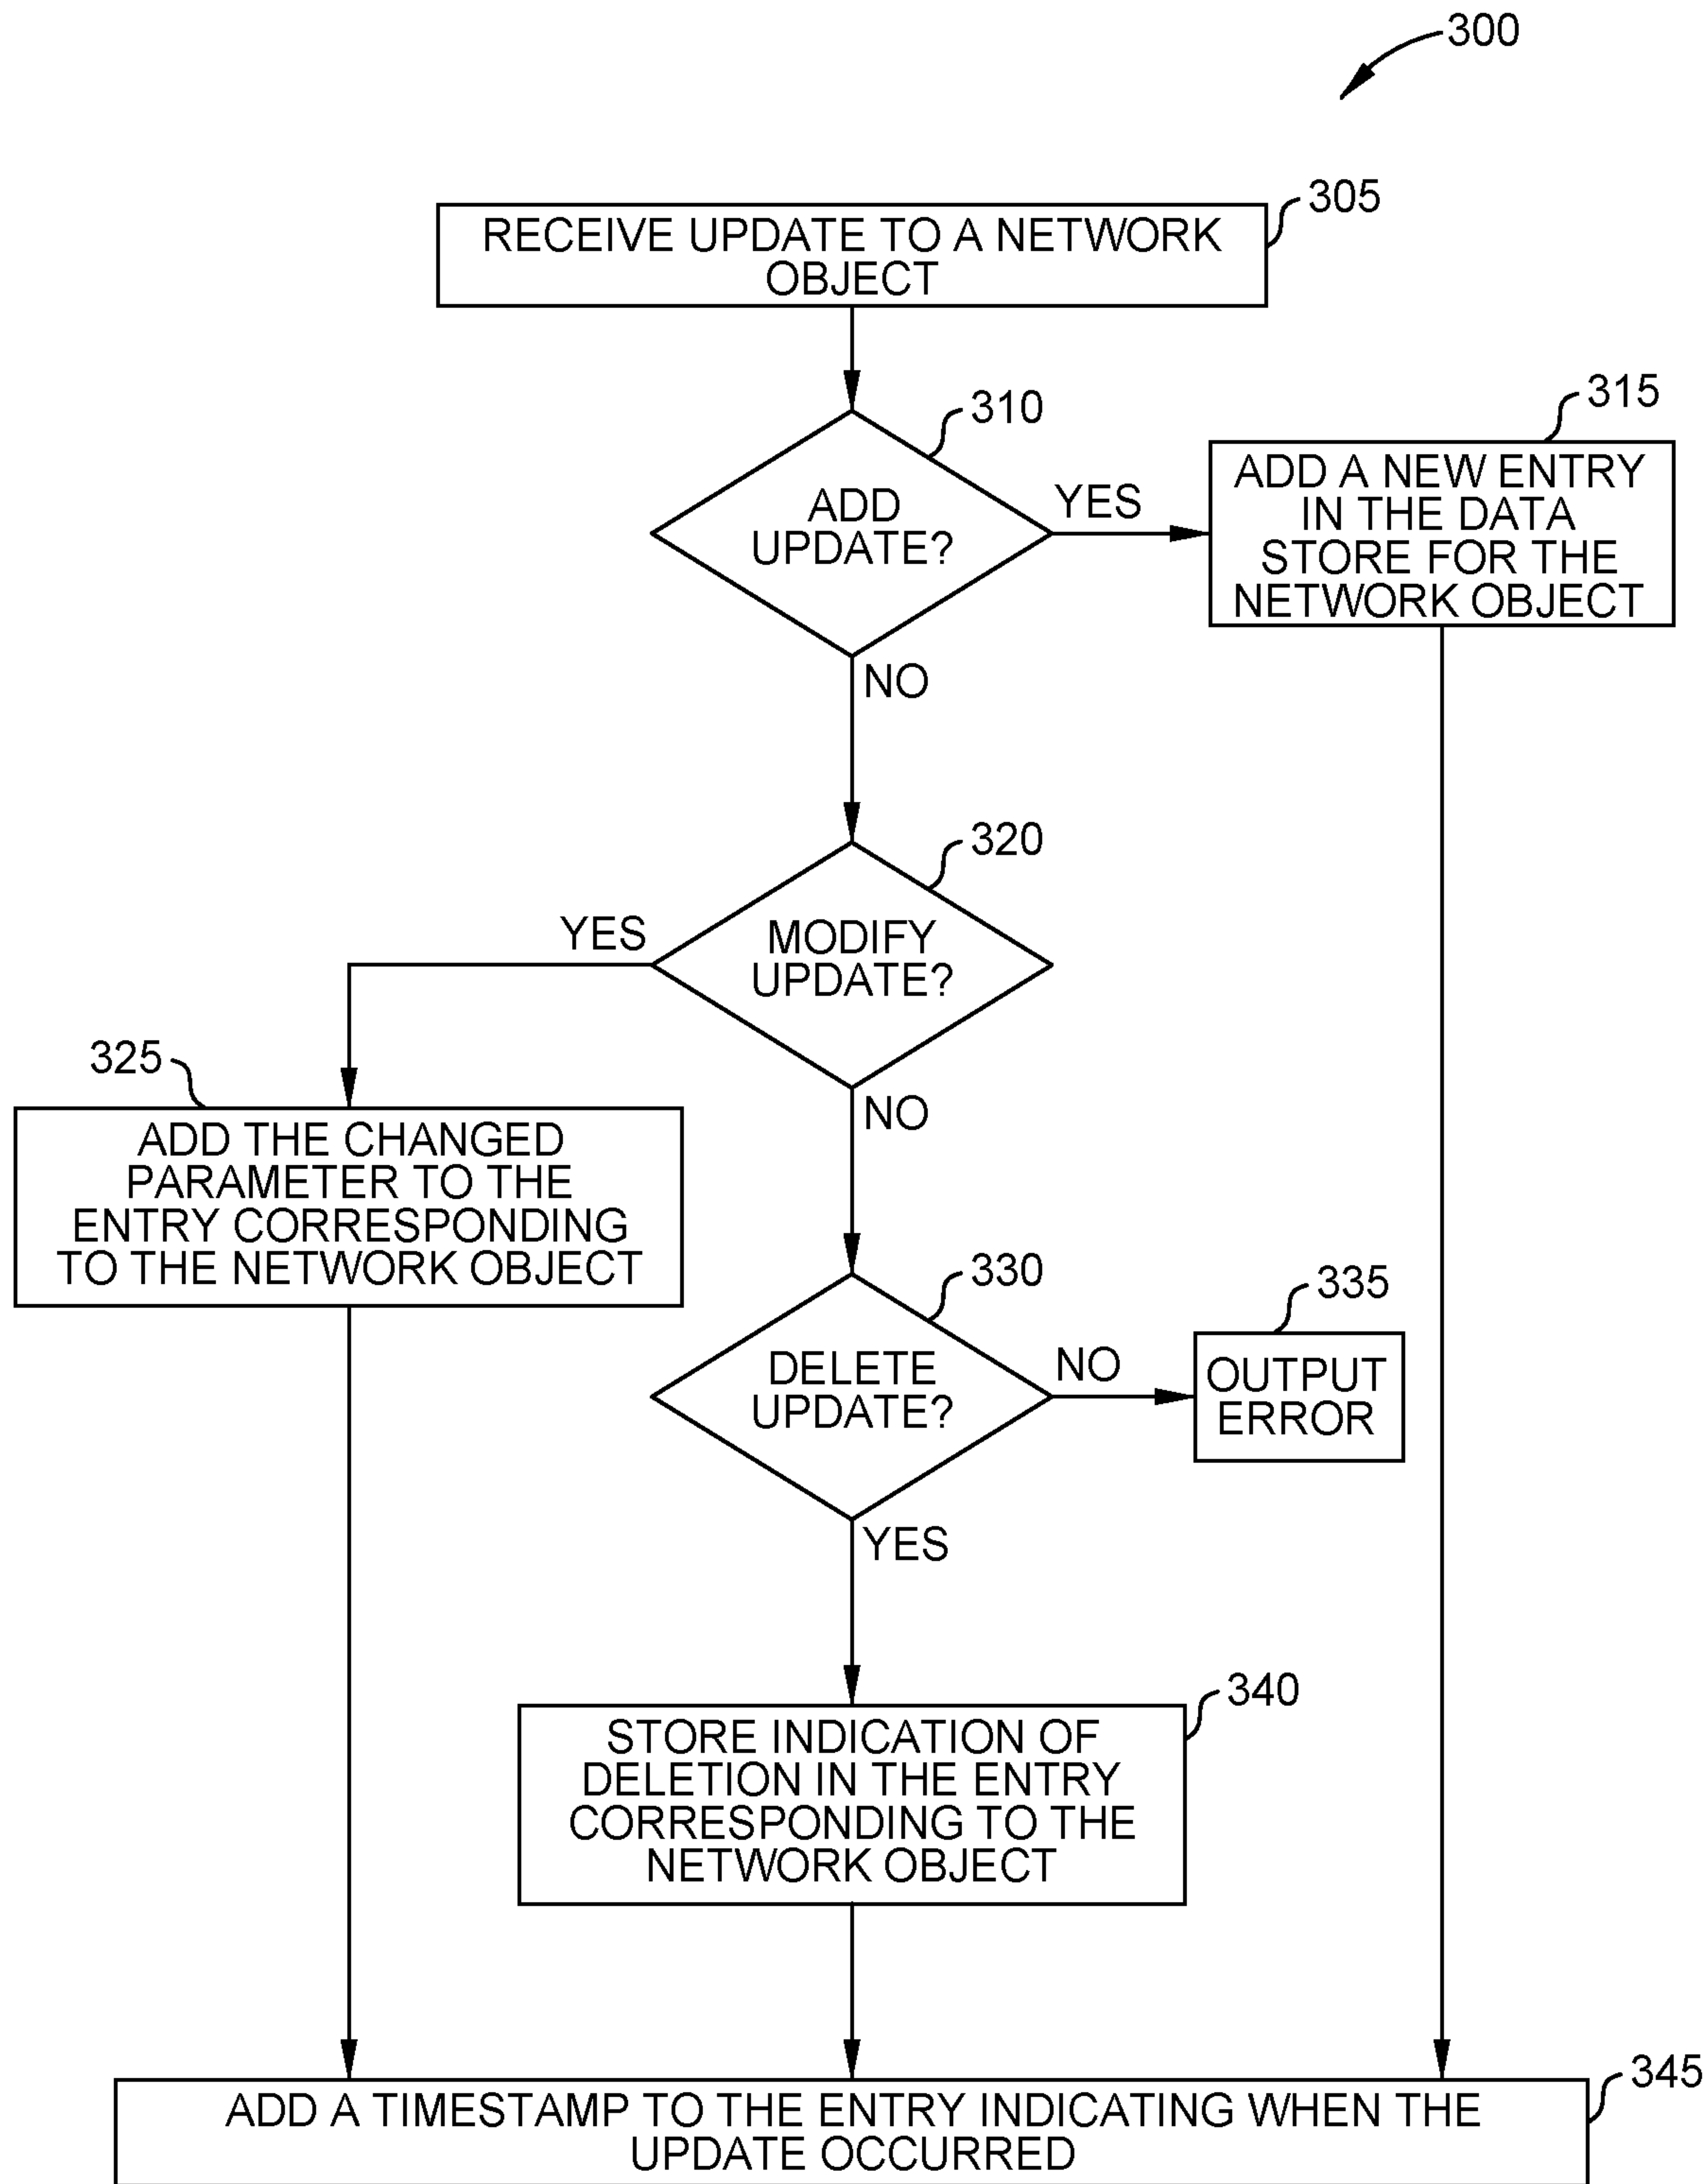 300
305
RECEIVE UPDATE TO A NETWORK
OBJECT
310
315
ADD
UPDATE?
YES
ADD A NEW ENTRY
IN THE DATA
STORE FOR THE
NETWORK OBJECT
NO
320
YES
MODIFY
UPDATE?
325
NO
ADD THE CHANGED
PARAMETER TO THE
ENTRY CORRESPONDING
TO THE NETWORK OBJECT
330
335
DELETE
UPDATE?
NO
OUTPUT
ERROR
YES
340
STORE INDICATION OF
DELETION IN THE ENTRY
CORRESPONDING TO THE
NETWORK OBJECT
345
ADD A TIMESTAMP TO THE ENTRY INDICATING WHEN THE
UPDATE OCCURRED